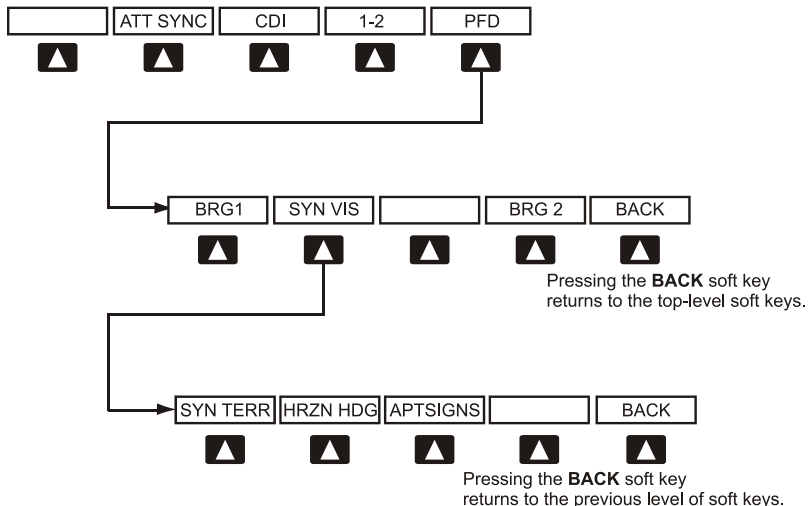 ATT SYNC CDI 1-2 PFD
BRG1 SYN VIS BRG 2 BACK
Pressing the BACK soft key
returns to the top-level soft keys.
SYN TERR HRZN HDG APTSIGNS BACK
Pressing the BACK soft key
returns to the previous level of soft keys.